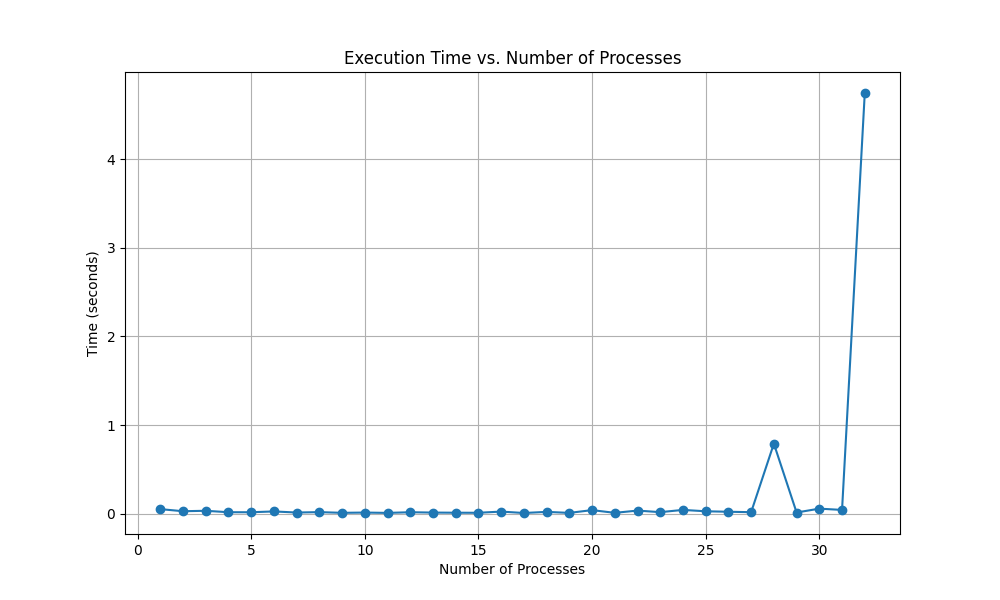 Execution Time vs. Number of Processes
Time (seconds)
4
3
2
1
0
0 5 10 15 20 25 30
Number of Processes